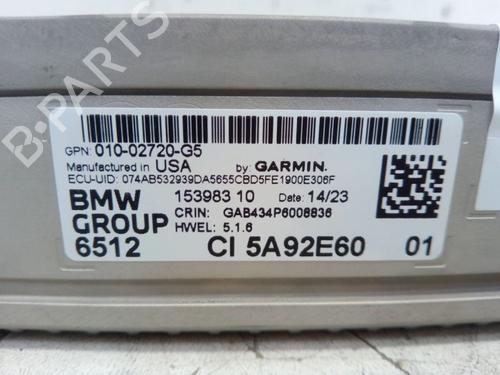 B-PARTS
GPN: 010-02720-G5
Manufactured in USA by: GARMIN.
ECU-UID: 074AB532939DA5655CBD5FE1900E306F
BMW 153983 10 Date: 14/23
GROUP CRIN: GAB434P6008836
HWEL: 5.1.6
6512 CI 5A92E60 01